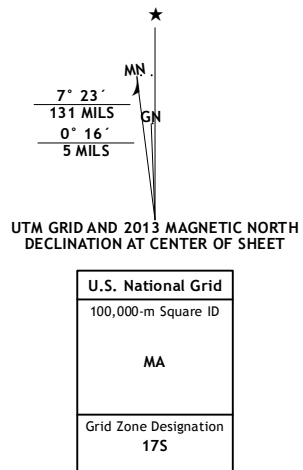 ★
MN
7° 23´
131 MILS
GN
0° 16´
5 MILS
UTM GRID AND 2013 MAGNETIC NORTH
DECLINATION AT CENTER OF SHEET
U.S. National Grid
100,000-m Square ID
MA
Grid Zone Designation
17S